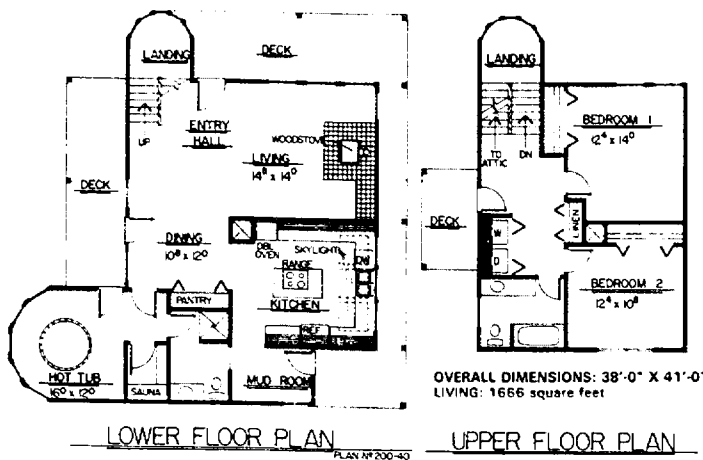 LANDING
DECK
UP
ENTRY
HALL
WOODSTOVE
LIVING
14⁸ x 14⁰
DECK
DINING
10⁸ x 12⁰
DBL
OVEN
SKYLIGHT
RANGE
DW
KITCHEN
PANTRY
REF
HOT TUB
16⁰ x 12⁰
SAUNA
MUD ROOM
LOWER FLOOR PLAN
PLAN Nº 200-40
LANDING
BEDROOM 1
12⁴ x 14⁰
TO
ATTIC
DN
DECK
LINEN
W
D
BEDROOM 2
12⁴ x 10⁸
OVERALL DIMENSIONS: 38'-0" X 41'-0"
LIVING: 1666 square feet
UPPER FLOOR PLAN